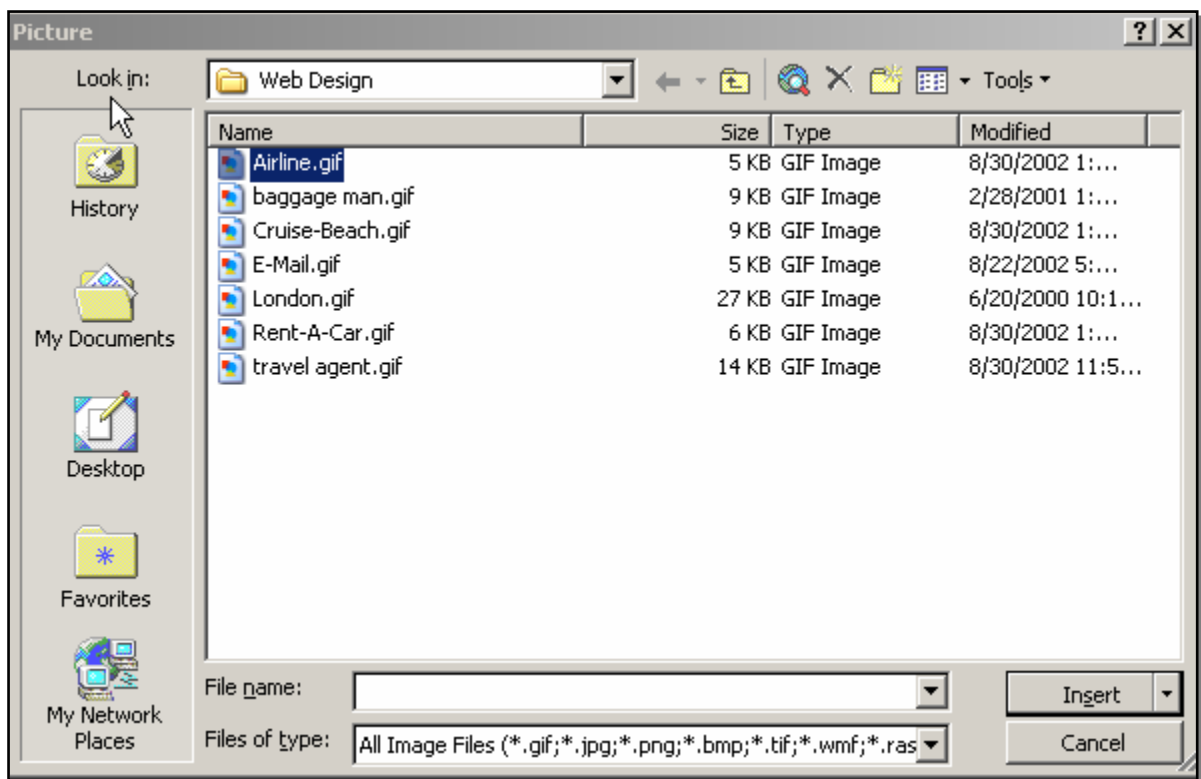 Picture
Look in:
Web Design
Tools
Name Size Type Modified
Airline.gif 5 KB GIF Image 8/30/2002 1:...
baggage man.gif 9 KB GIF Image 2/28/2001 1:...
Cruise-Beach.gif 9 KB GIF Image 8/30/2002 1:...
E-Mail.gif 5 KB GIF Image 8/22/2002 5:...
London.gif 27 KB GIF Image 6/20/2000 10:1...
Rent-A-Car.gif 6 KB GIF Image 8/30/2002 1:...
travel agent.gif 14 KB GIF Image 8/30/2002 11:5...
History
My Documents
Desktop
Favorites
My Network
Places
File name:
Insert
Files of type: All Image Files (*.gif;*.jpg;*.png;*.bmp;*.tif;*.wmf;*.ras
Cancel